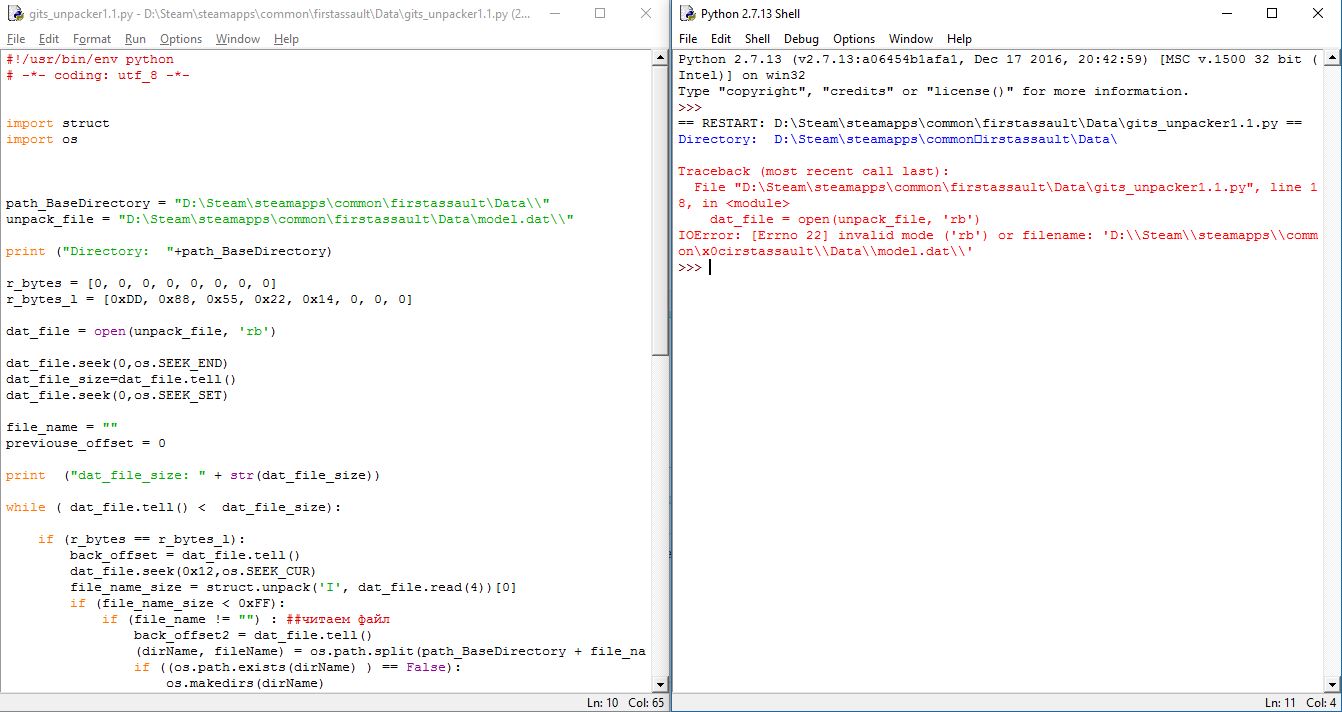 gits_unpacker1.1.py - D:\Steam\steamapps\common\firstassault\Data\gits_unpacker1.1.py (2...
File Edit Format Run Options Window Help
#!/usr/bin/env python
# -*- coding: utf_8 -*-
import struct
import os
path_BaseDirectory = "D:\Steam\steamapps\common\firstassault\Data\\"
unpack_file = "D:\Steam\steamapps\common\firstassault\Data\model.dat\\"
print ("Directory:  "+path_BaseDirectory)
r_bytes = [0, 0, 0, 0, 0, 0, 0, 0]
r_bytes_l = [0xDD, 0x88, 0x55, 0x22, 0x14, 0, 0, 0]
dat_file = open(unpack_file, 'rb')
dat_file.seek(0,os.SEEK_END)
dat_file_size=dat_file.tell()
dat_file.seek(0,os.SEEK_SET)
file_name = ""
previouse_offset = 0
print  ("dat_file_size: " + str(dat_file_size))
while ( dat_file.tell() <  dat_file_size):
if (r_bytes == r_bytes_l):
back_offset = dat_file.tell()
dat_file.seek(0x12,os.SEEK_CUR)
file_name_size = struct.unpack('I', dat_file.read(4))[0]
if (file_name_size < 0xFF):
if (file_name != "") : ##читаем файл
back_offset2 = dat_file.tell()
(dirName, fileName) = os.path.split(path_BaseDirectory + file_na
if ((os.path.exists(dirName) ) == False):
os.makedirs(dirName)
Ln: 10 Col: 65
Python 2.7.13 Shell
File Edit Shell Debug Options Window Help
Python 2.7.13 (v2.7.13:a06454b1afa1, Dec 17 2016, 20:42:59) [MSC v.1500 32 bit (
Intel)] on win32
Type "copyright", "credits" or "license()" for more information.
>>>
== RESTART: D:\Steam\steamapps\common\firstassault\Data\gits_unpacker1.1.py ==
Directory:  D:\Steam\steamapps\common□irstassault\Data\
Traceback (most recent call last):
File "D:\Steam\steamapps\common\firstassault\Data\gits_unpacker1.1.py", line 1
8, in <module>
dat_file = open(unpack_file, 'rb')
IOError: [Errno 22] invalid mode ('rb') or filename: 'D:\\Steam\\steamapps\\comm
on\x0cirstassault\\Data\\model.dat\\'
>>>
Ln: 11 Col: 4